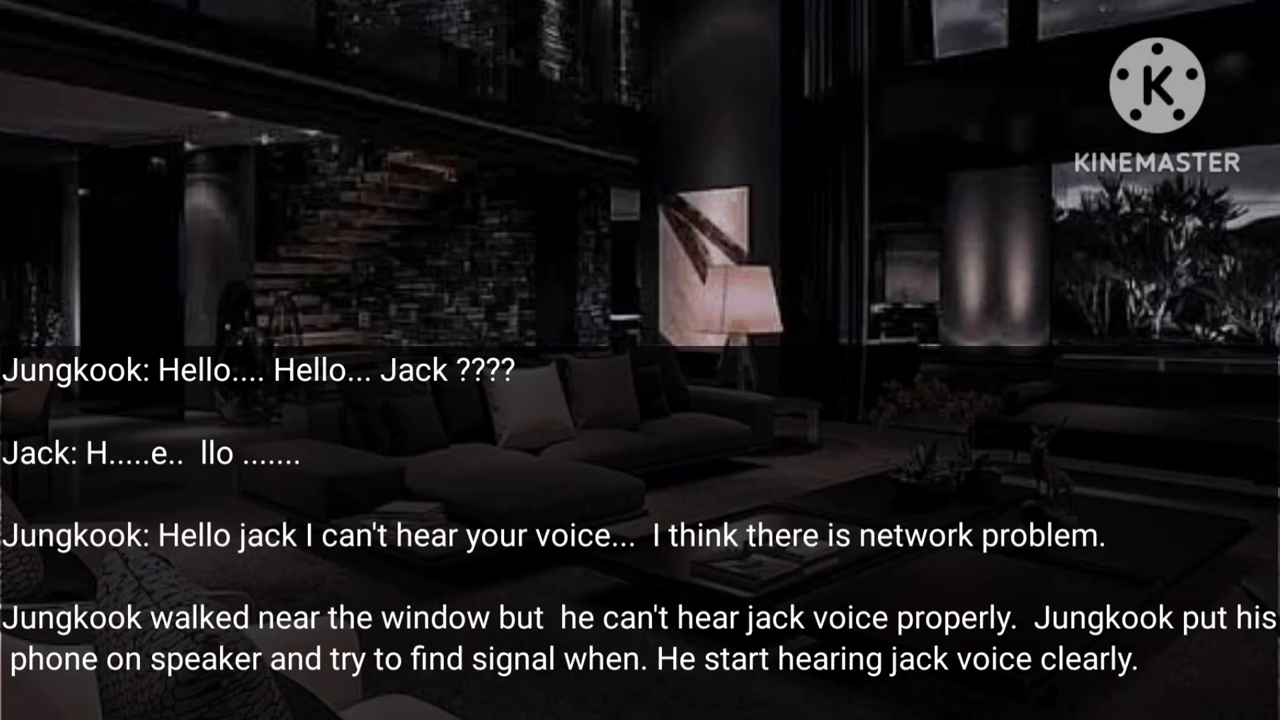 KINEMASTER
Jungkook: Hello.... Hello... Jack ????
Jack: H.....e..  llo .......
Jungkook: Hello jack I can't hear your voice...  I think there is network problem.
Jungkook walked near the window but  he can't hear jack voice properly.  Jungkook put his
phone on speaker and try to find signal when. He start hearing jack voice clearly.